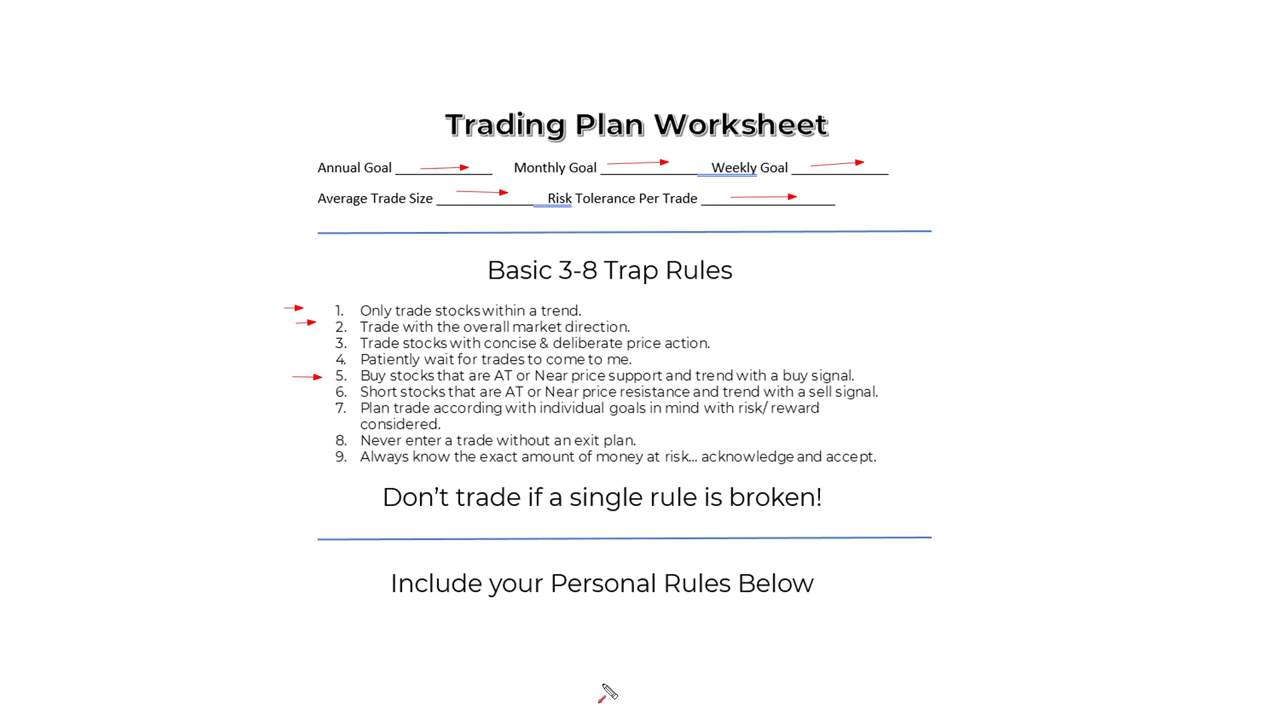 Trading Plan Worksheet
Annual Goal ____________ Monthly Goal ____________ Weekly Goal ____________
Average Trade Size ____________ Risk Tolerance Per Trade ________________
Basic 3-8 Trap Rules
1. Only trade stocks within a trend.
2. Trade with the overall market direction.
3. Trade stocks with concise & deliberate price action.
4. Patiently wait for trades to come to me.
5. Buy stocks that are AT or Near price support and trend with a buy signal.
6. Short stocks that are AT or Near price resistance and trend with a sell signal.
7. Plan trade according with individual goals in mind with risk/ reward
considered.
8. Never enter a trade without an exit plan.
9. Always know the exact amount of money at risk... acknowledge and accept.
Don't trade if a single rule is broken!
Include your Personal Rules Below